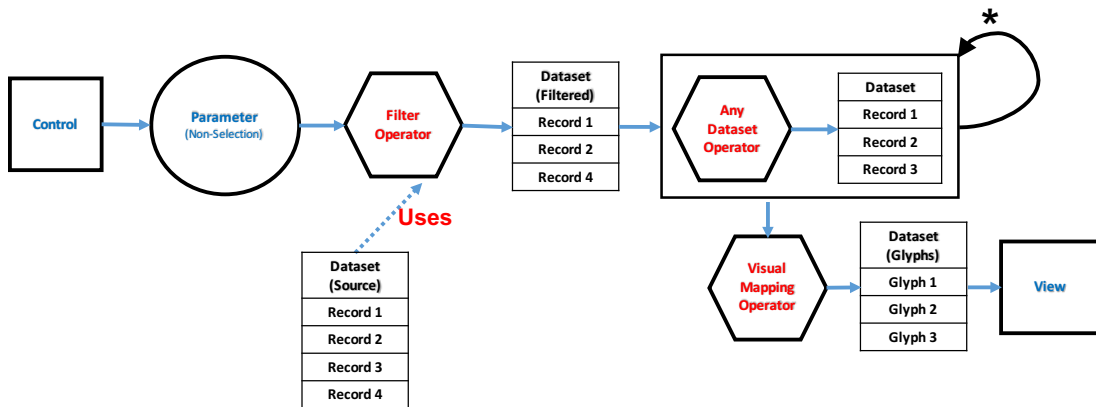 *
Control
Parameter
(Non-Selection)
Filter
Operator
Dataset
(Filtered)
Record 1
Record 2
Record 4
Any
Dataset
Operator
Dataset
Record 1
Record 2
Record 3
Uses
Dataset
(Source)
Record 1
Record 2
Record 3
Record 4
Visual
Mapping
Operator
Dataset
(Glyphs)
Glyph 1
Glyph 2
Glyph 3
View